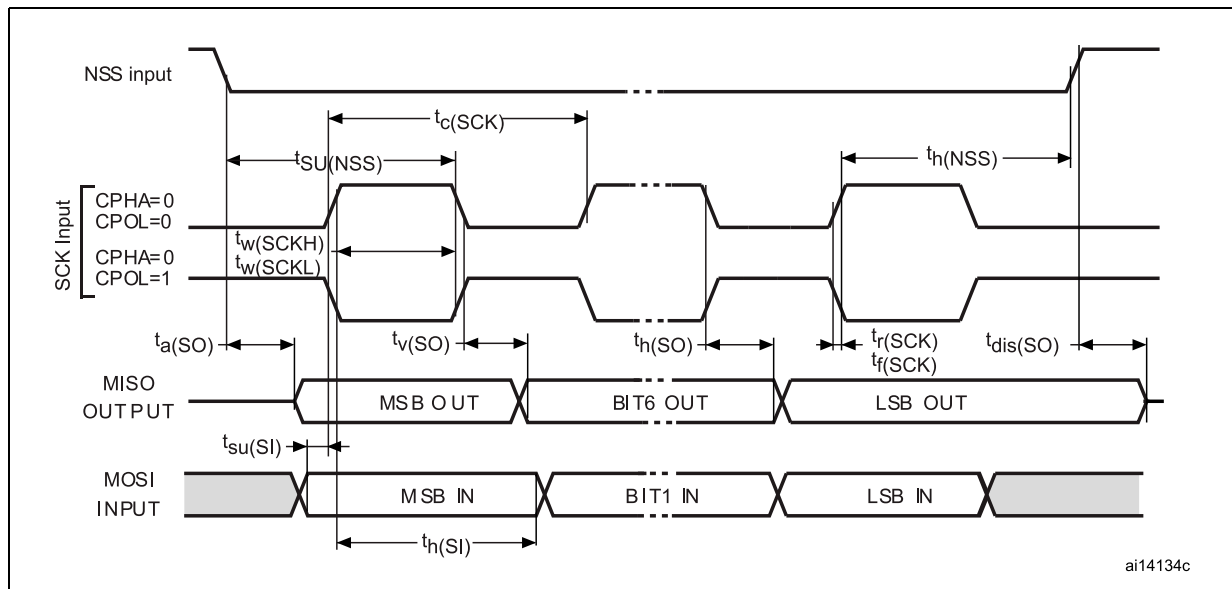 NSS input
tc(SCK)
tSU(NSS)
th(NSS)
SCK Input
CPHA=0
CPOL=0
tw(SCKH)
CPHA=0
tw(SCKL)
CPOL=1
ta(SO)
tv(SO)
th(SO)
tr(SCK)
tf(SCK)
tdis(SO)
MISO
OUTPUT
MSB OUT
BIT6 OUT
LSB OUT
tsu(SI)
MOSI
INPUT
MSB IN
BIT1 IN
LSB IN
th(SI)
ai14134c